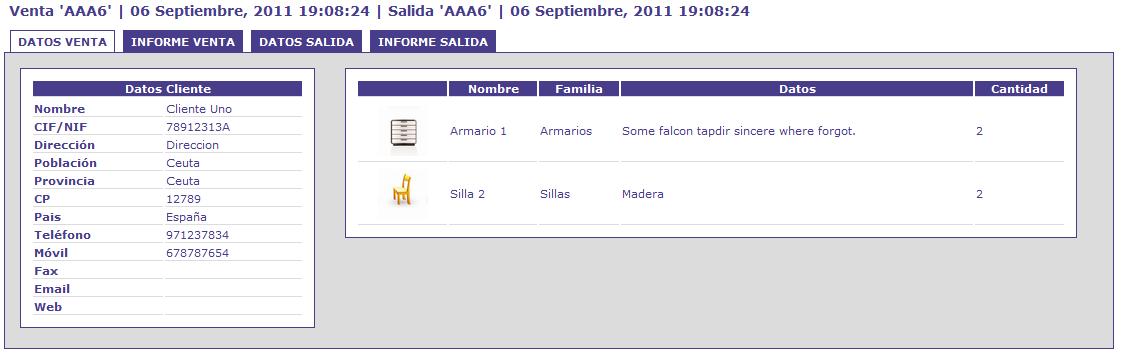 Venta 'AAA6' | 06 Septiembre, 2011 19:08:24 | Salida 'AAA6' | 06 Septiembre, 2011 19:08:24
DATOS VENTA INFORME VENTA DATOS SALIDA INFORME SALIDA
Datos Cliente
Nombre Cliente Uno
CIF/NIF 78912313A
Dirección Direccion
Población Ceuta
Provincia Ceuta
CP 12789
Pais España
Teléfono 971237834
Móvil 678787654
Fax
Email
Web
Nombre Familia Datos Cantidad
Armario 1 Armarios Some falcon tapdir sincere where forgot. 2
Silla 2 Sillas Madera 2